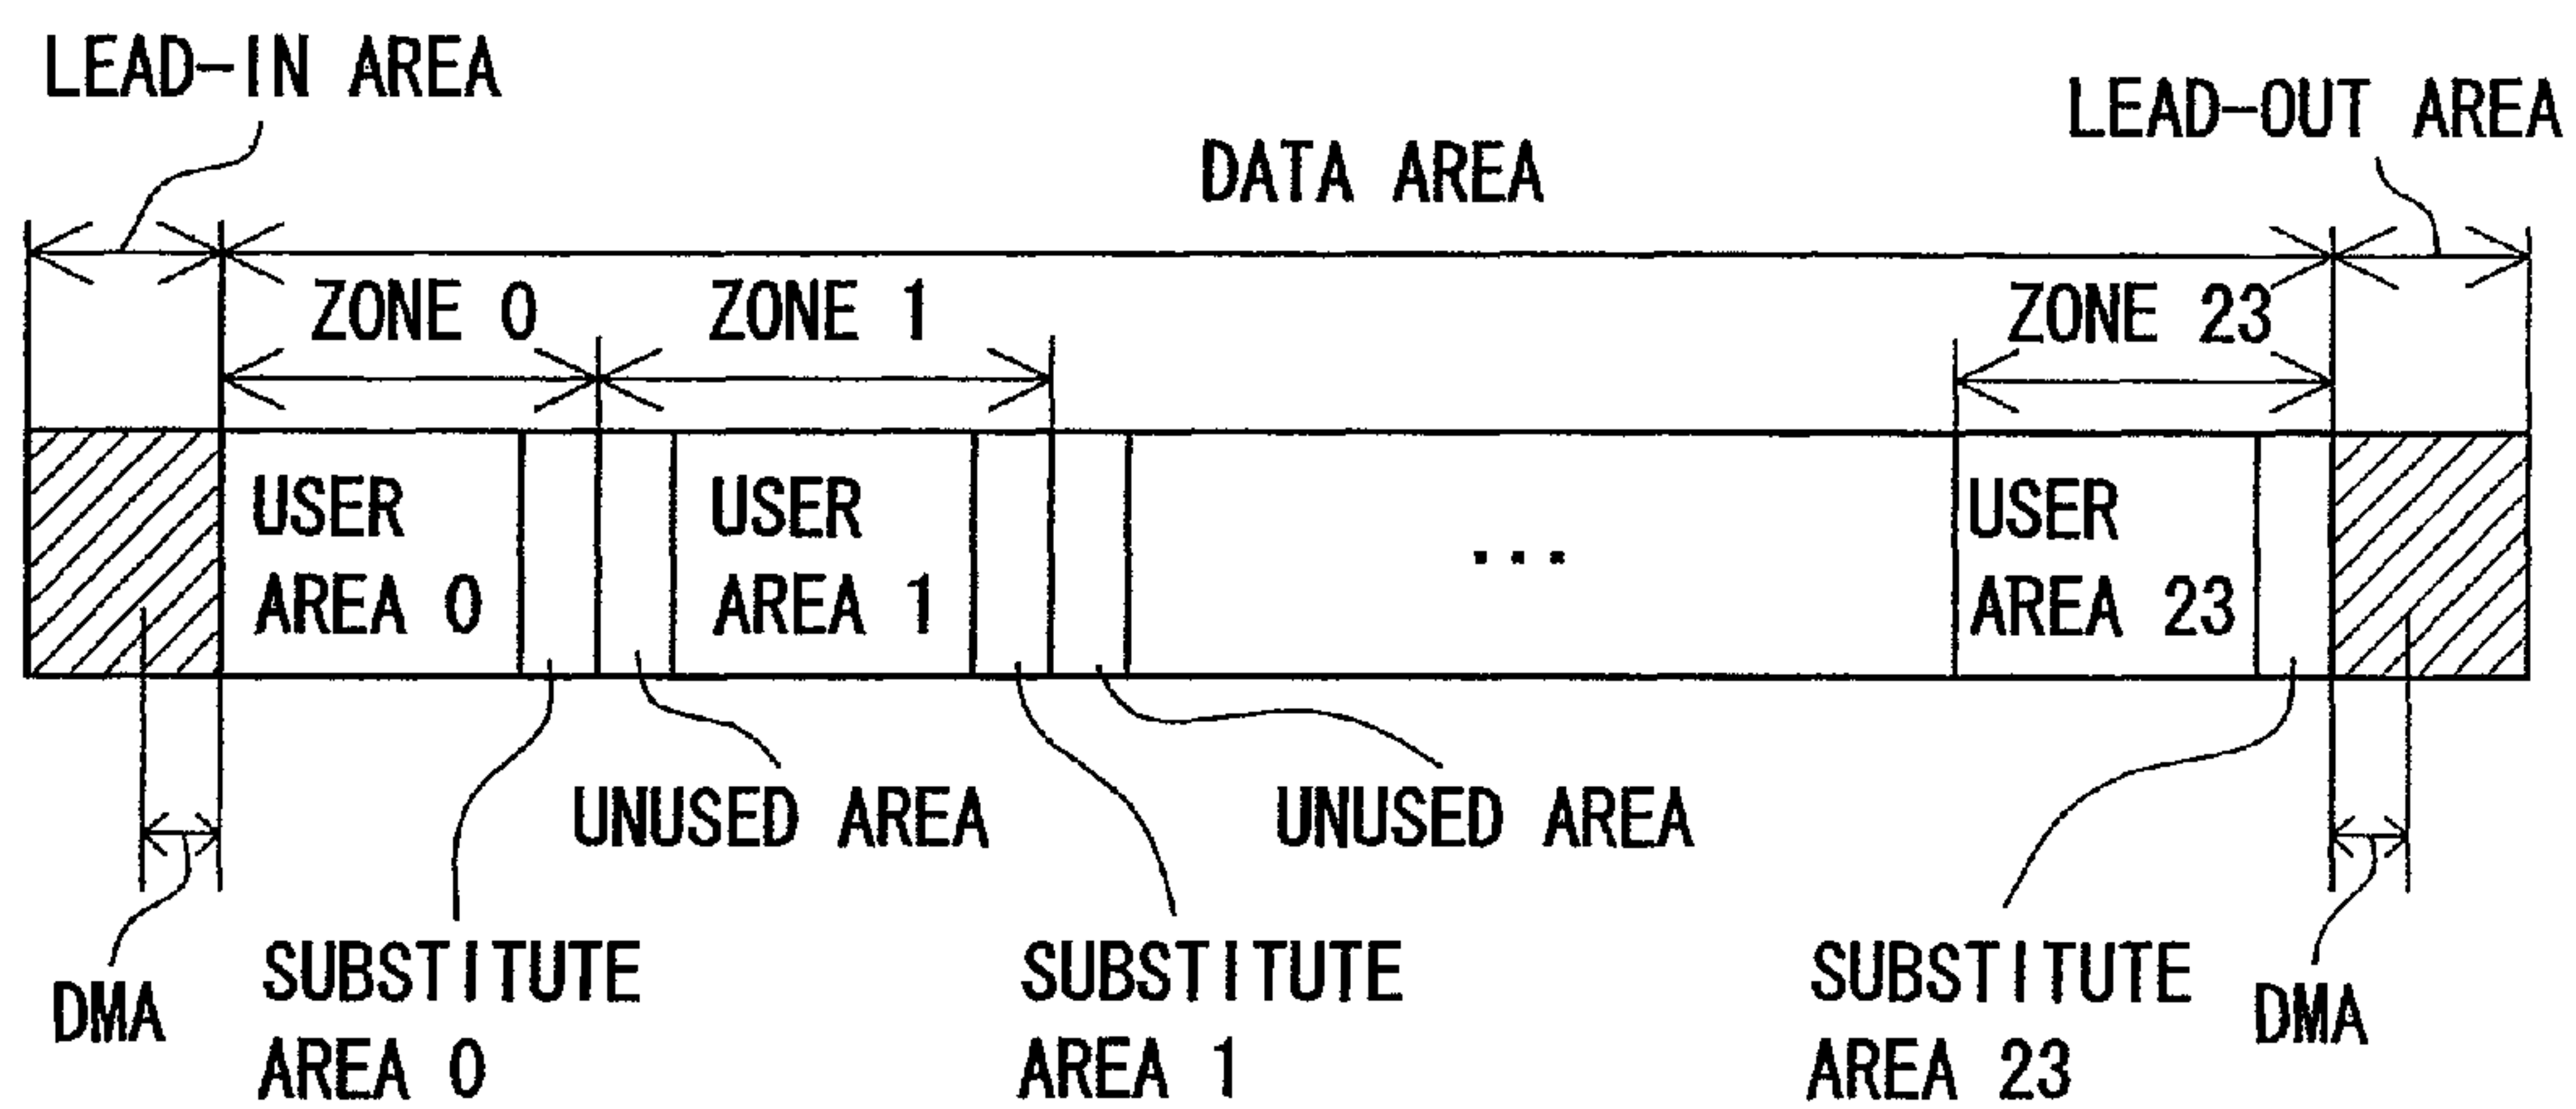 LEAD-IN AREA
LEAD-OUT AREA
DATA AREA
ZONE 0
ZONE 1
ZONE 23
USER
AREA 0
USER
AREA 1
...
USER
AREA 23
UNUSED AREA
UNUSED AREA
DMA
SUBSTITUTE
AREA 0
SUBSTITUTE
AREA 1
SUBSTITUTE
AREA 23
DMA